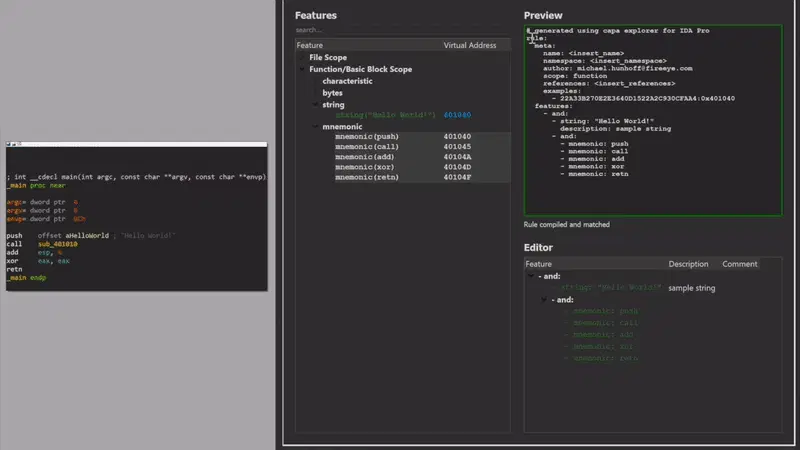 ; int __cdecl main(int argc, const char **argv, const char **envp)
_main proc near
argc= dword ptr
argv= dword ptr
envp= dword ptr 0Ch
push offset aHelloWorld ; "Hello World!"
call sub_401010
add esp, 4
xor eax, eax
retn
_main endp
Features
search...
Feature Virtual Address
File Scope
Function/Basic Block Scope
characteristic
bytes
string
string("Hello World!") 401040
mnemonic
mnemonic(push) 401040
mnemonic(call) 401045
mnemonic(add) 40104A
mnemonic(xor) 40104D
mnemonic(retn) 40104F
Preview
# generated using capa explorer for IDA Pro
rule:
meta:
name: <insert_name>
namespace: <insert_namespace>
author: michael.hunhoff@fireeye.com
scope: function
references: <insert_references>
examples:
- 22A33B270E2E3640D1522A2C930CFAA4:0x401040
features:
- and:
- string: "Hello World!"
description: sample string
- and:
- mnemonic: push
- mnemonic: call
- mnemonic: add
- mnemonic: xor
- mnemonic: retn
Rule compiled and matched
Editor
Feature Description Comment
- and:
- string: "Hello World!" sample string
- and:
- mnemonic: push
- mnemonic: call
- mnemonic: add
- mnemonic: xor
- mnemonic: retn